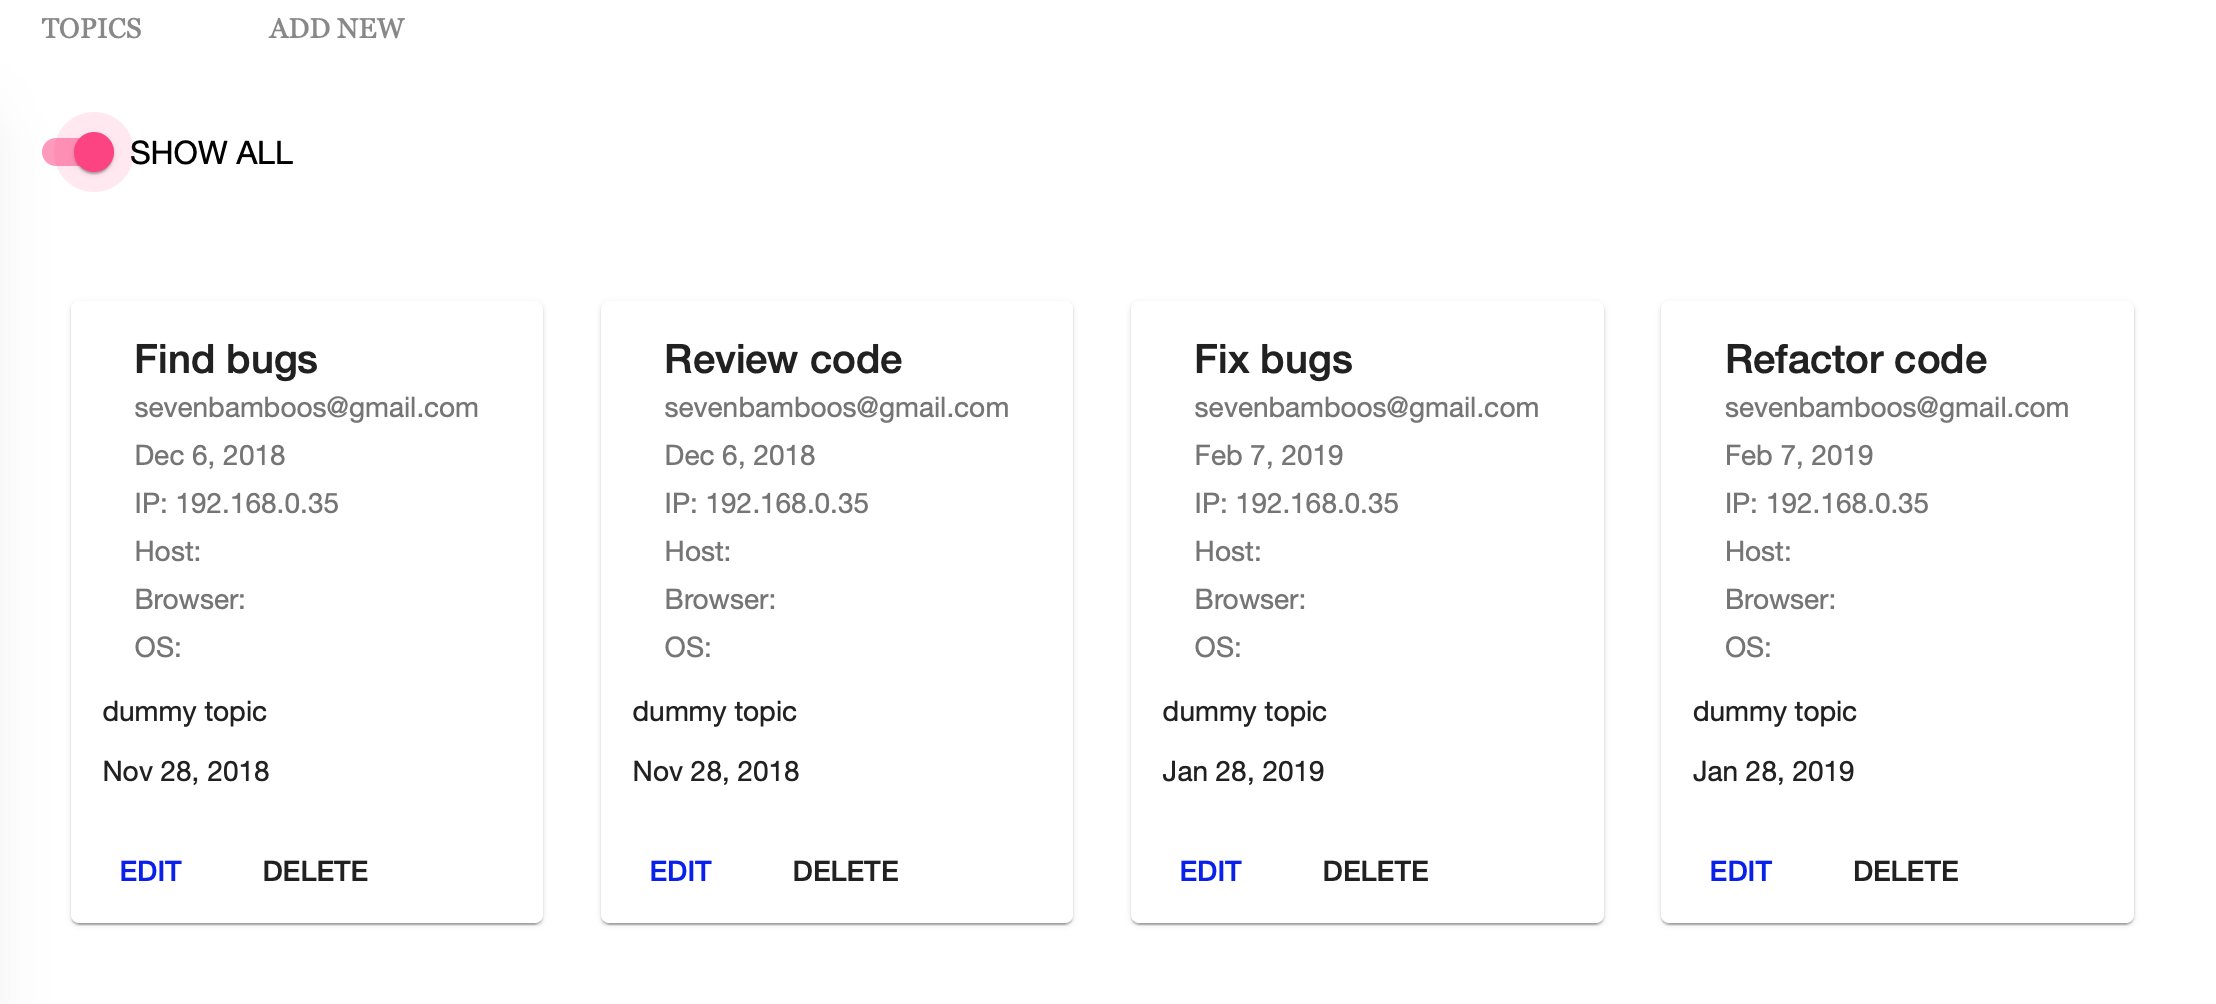 TOPICS ADD NEW
SHOW ALL
Find bugs
sevenbamboos@gmail.com
Dec 6, 2018
IP: 192.168.0.35
Host:
Browser:
OS:
dummy topic
Nov 28, 2018
EDIT DELETE
Review code
sevenbamboos@gmail.com
Dec 6, 2018
IP: 192.168.0.35
Host:
Browser:
OS:
dummy topic
Nov 28, 2018
EDIT DELETE
Fix bugs
sevenbamboos@gmail.com
Feb 7, 2019
IP: 192.168.0.35
Host:
Browser:
OS:
dummy topic
Jan 28, 2019
EDIT DELETE
Refactor code
sevenbamboos@gmail.com
Feb 7, 2019
IP: 192.168.0.35
Host:
Browser:
OS:
dummy topic
Jan 28, 2019
EDIT DELETE